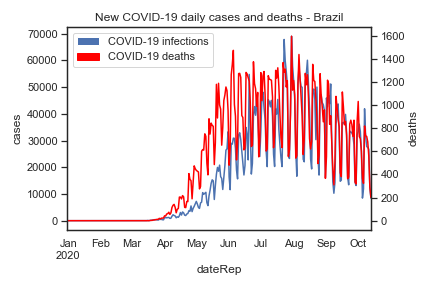 New COVID-19 daily cases and deaths - Brazil
COVID-19 infections
COVID-19 deaths
70000
60000
50000
40000
30000
20000
10000
0
cases
1600
1400
1200
1000
800
600
400
200
0
deaths
Jan Feb Mar Apr May Jun Jul Aug Sep Oct
2020
dateRep